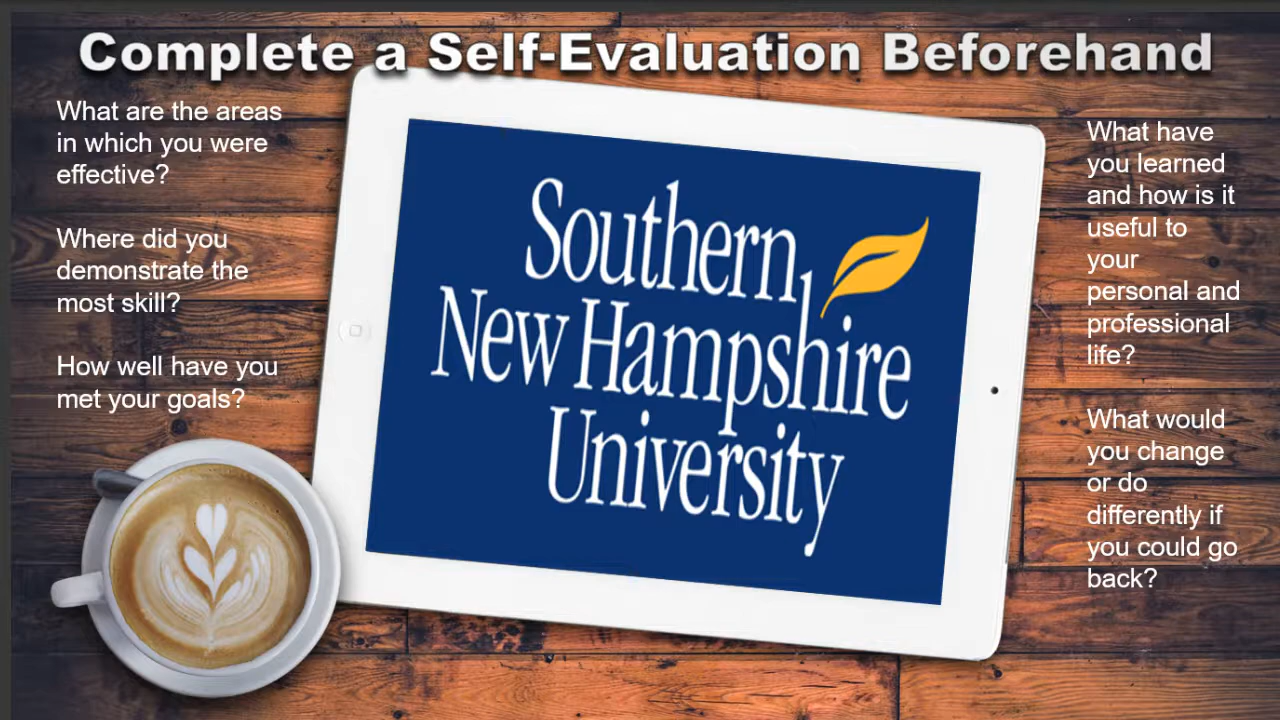 Complete a Self-Evaluation Beforehand
What are the areas
in which you were
effective?
Where did you
demonstrate the
most skill?
How well have you
met your goals?
Southern
New Hampshire
University
What have
you learned
and how is it
useful to
your
personal and
professional
life?
What would
you change
or do
differently if
you could go
back?